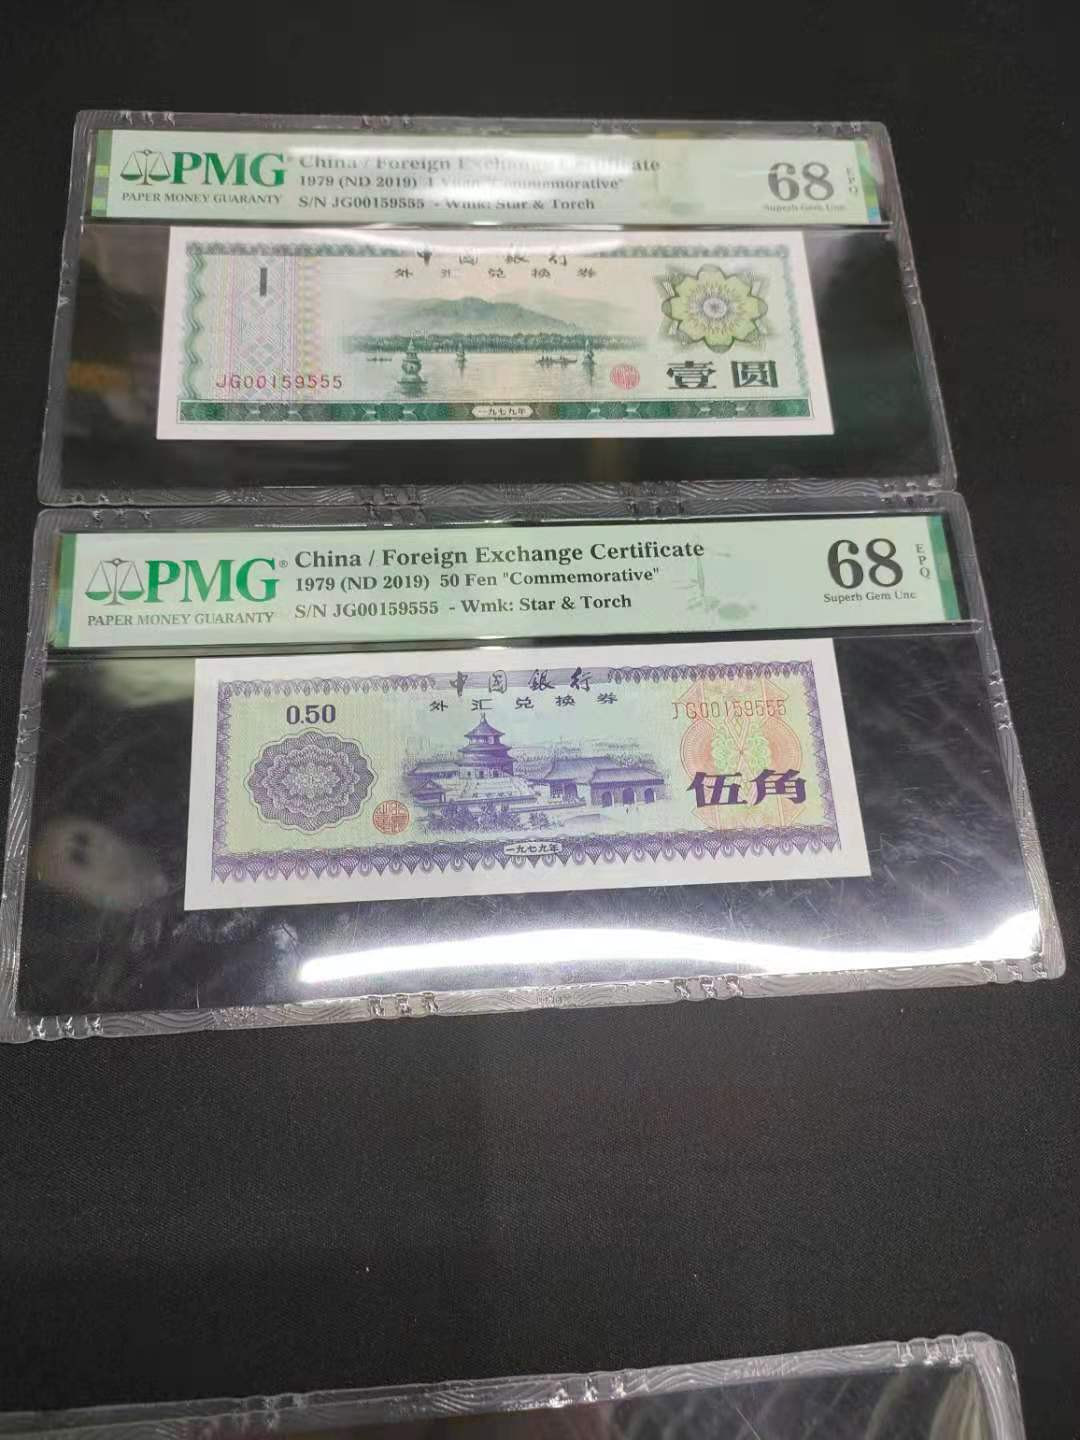 PMG
PAPER MONEY GUARANTY
China / Foreign Exchange Certificate
1979 (ND 2019) 1 Yuan "Commemorative"
S/N JG00159555 - Wmk: Star & Torch
68
EPQ
Superb Gem Unc
中国银行
外汇兑换券
1
JG00159555
壹圆
一九七九年
PMG®
PAPER MONEY GUARANTY
China / Foreign Exchange Certificate
1979 (ND 2019) 50 Fen "Commemorative"
S/N JG00159555 - Wmk: Star & Torch
68
EPQ
Superb Gem Unc
中国银行
外汇兑换券
0.50
JG00159555
伍角
一九七九年